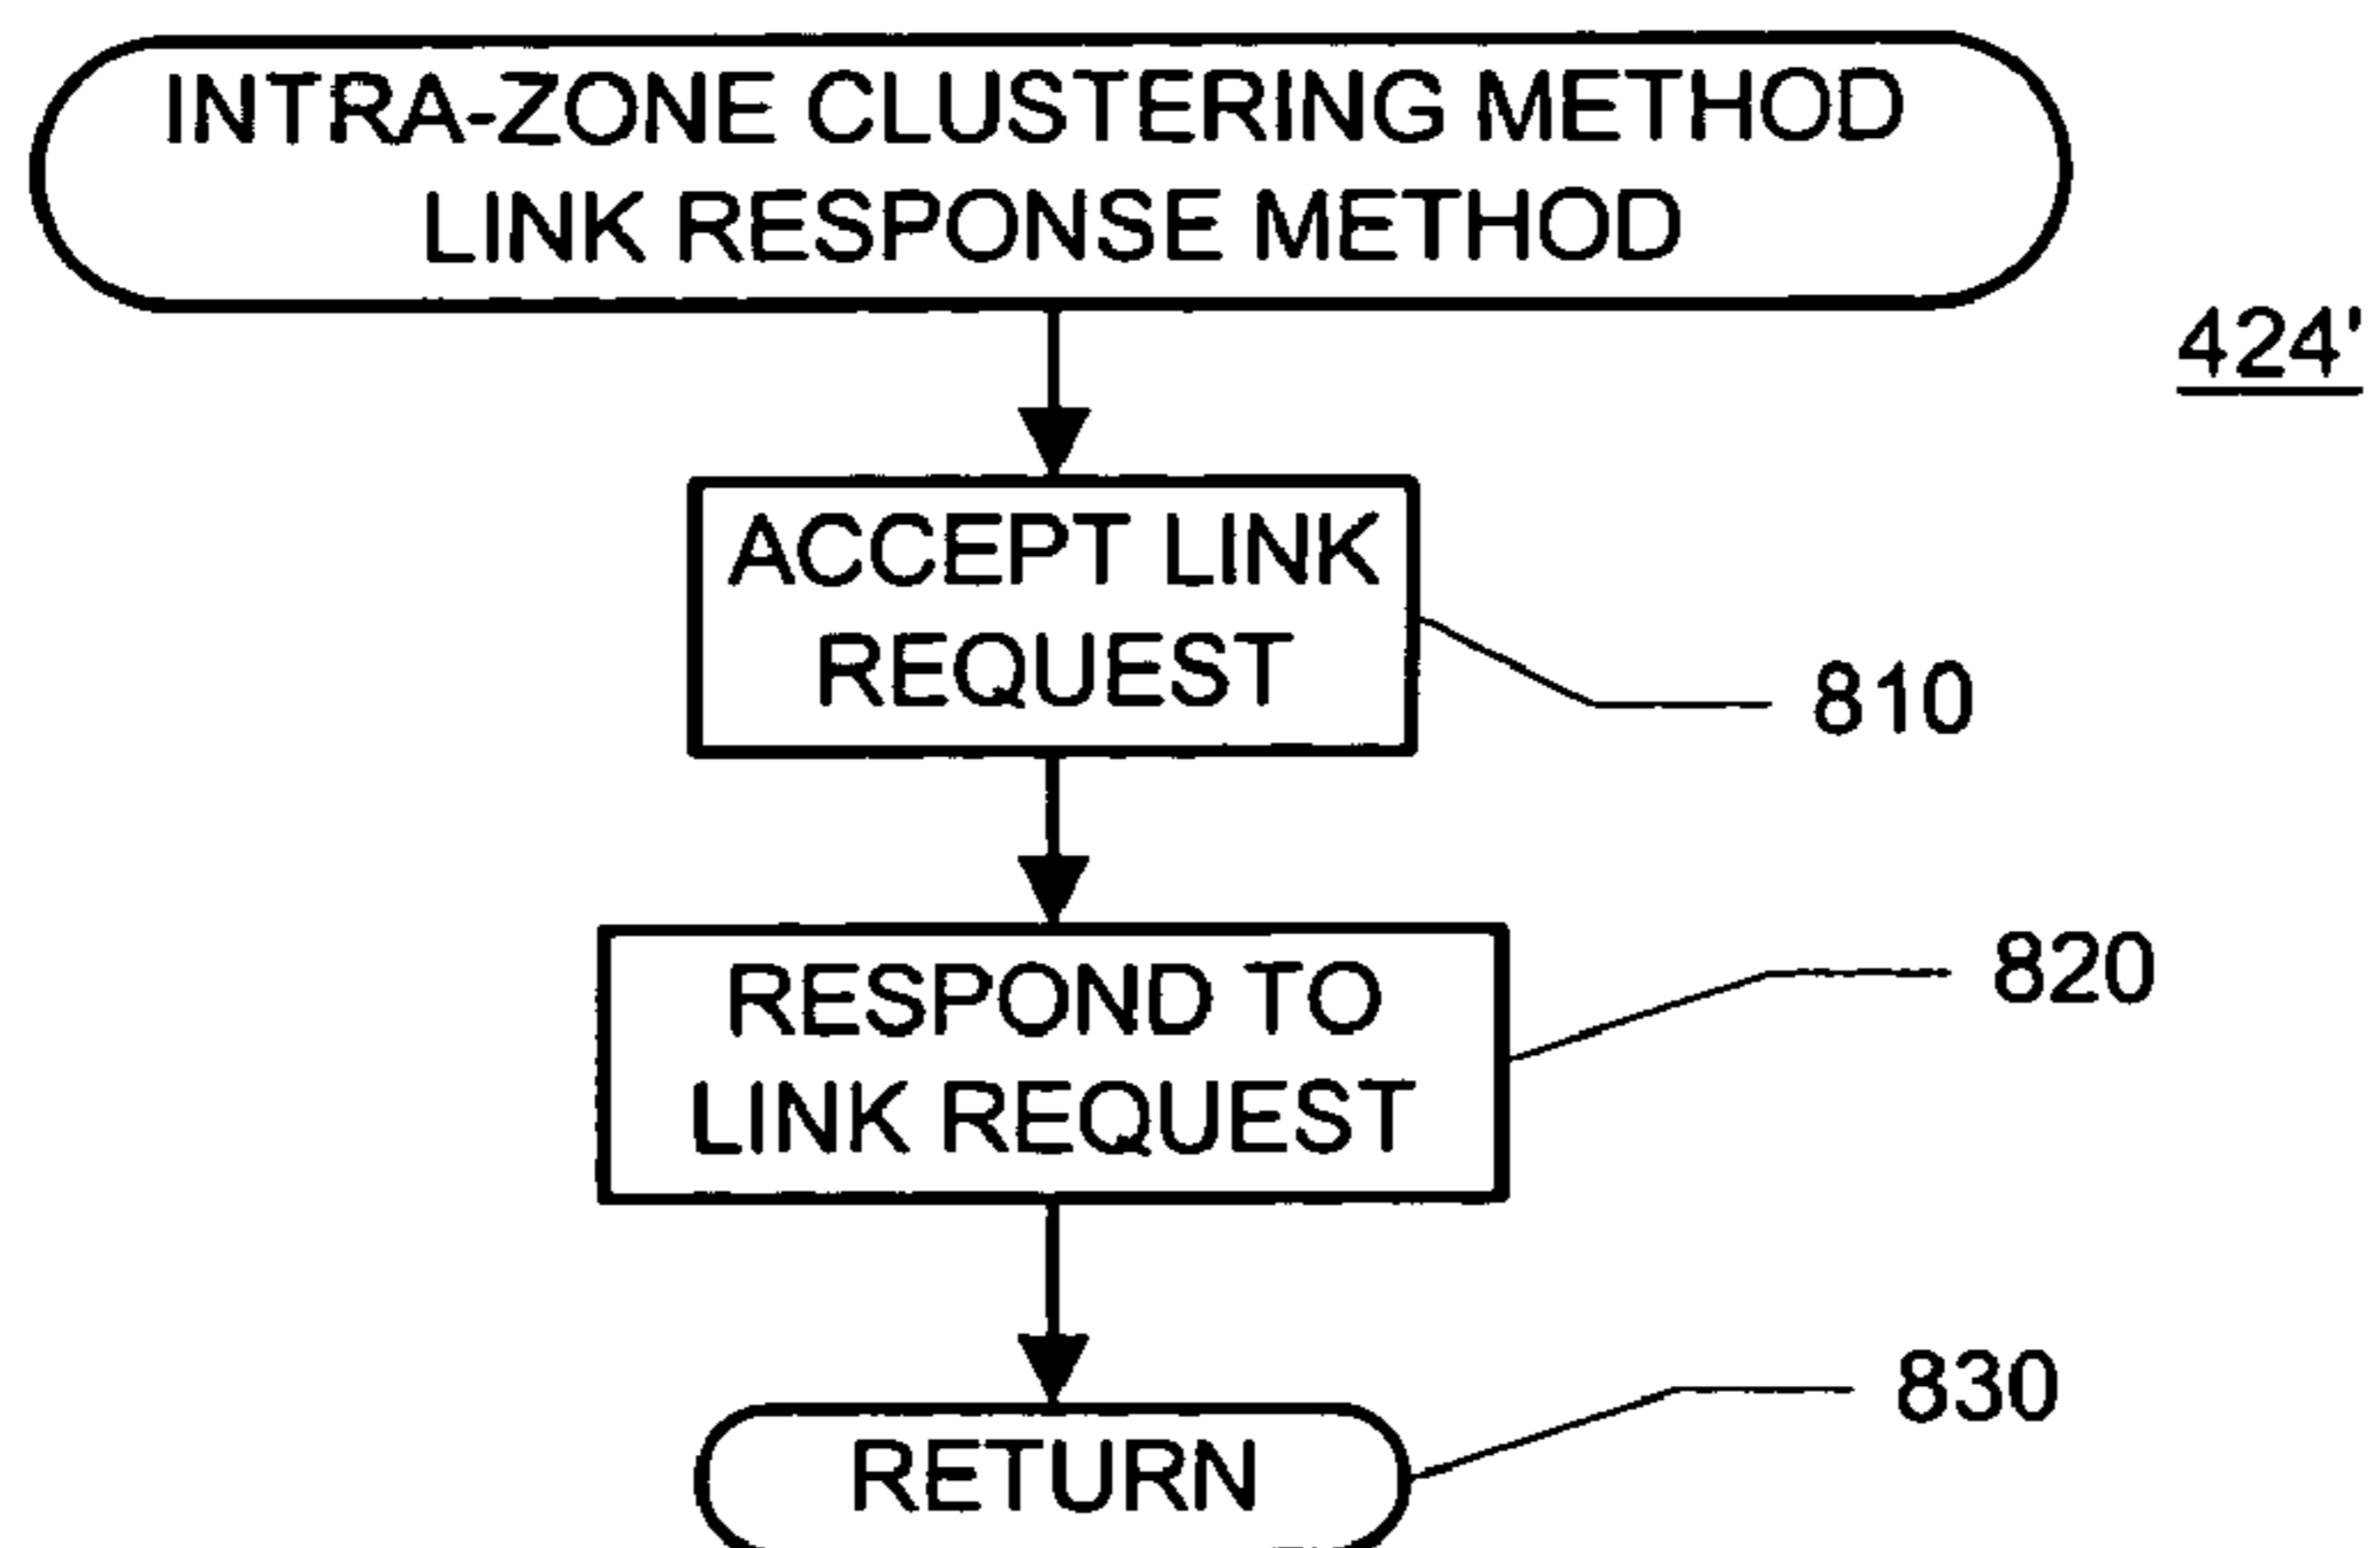 INTRA-ZONE CLUSTERING METHOD
LINK RESPONSE METHOD
424'
ACCEPT LINK
REQUEST
810
RESPOND TO
LINK REQUEST
820
RETURN
830